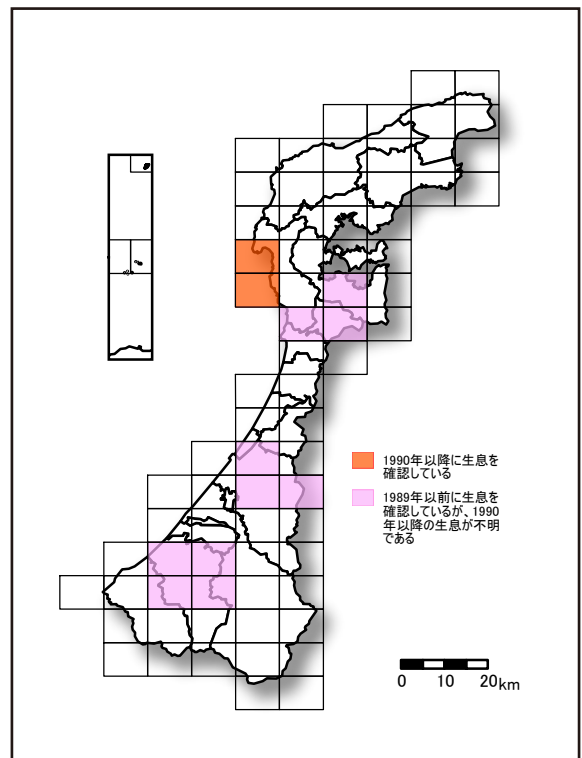 1990年以降に生息を
確認している
1989年以前に生息を
確認しているが、1990
年以降の生息が不明
である
0 10 20km